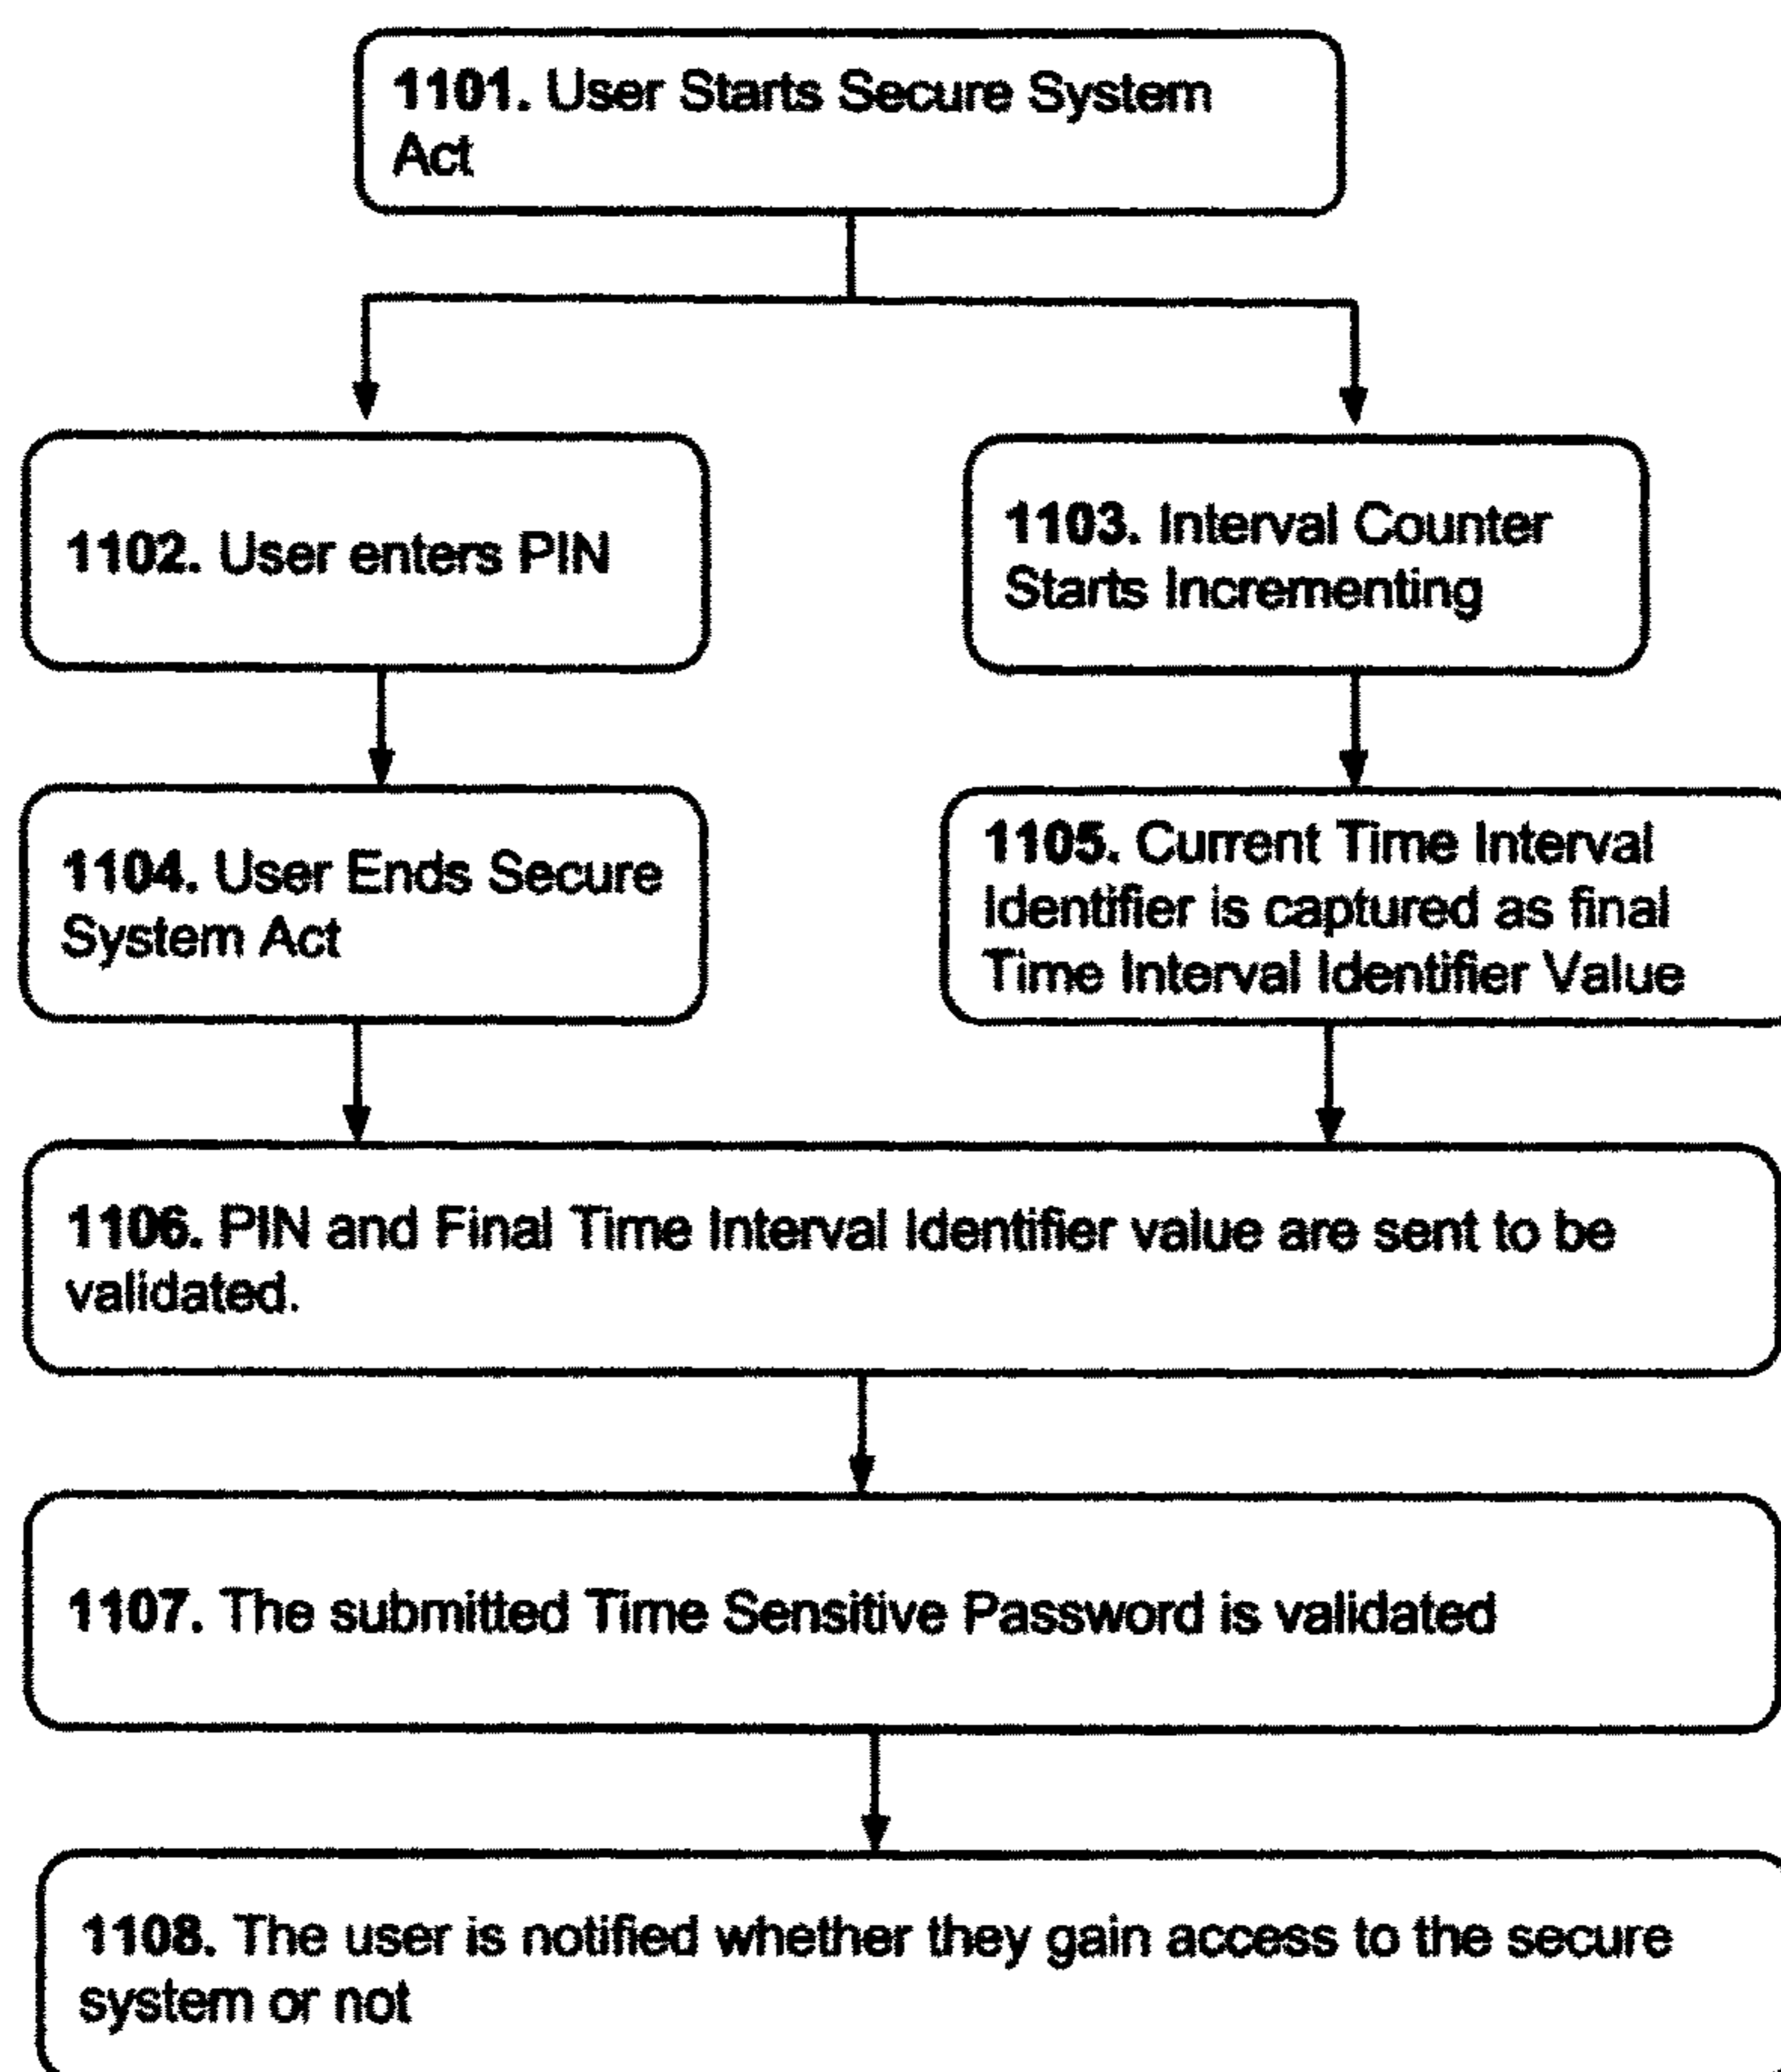 1101. User Starts Secure System
Act
1102. User enters PIN
1103. Interval Counter
Starts Incrementing
1104. User Ends Secure
System Act
1105. Current Time Interval
Identifier is captured as final
Time Interval Identifier Value
1106. PIN and Final Time Interval Identifier value are sent to be
validated.
1107. The submitted Time Sensitive Password is validated
1108. The user is notified whether they gain access to the secure
system or not